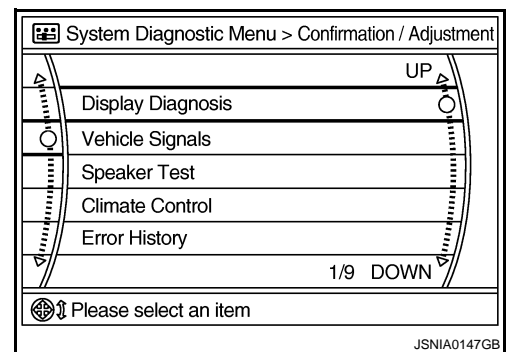 System Diagnostic Menu > Confirmation / Adjustment
UP
Display Diagnosis
Vehicle Signals
Speaker Test
Climate Control
Error History
1/9 DOWN
Please select an item
JSNIA0147GB